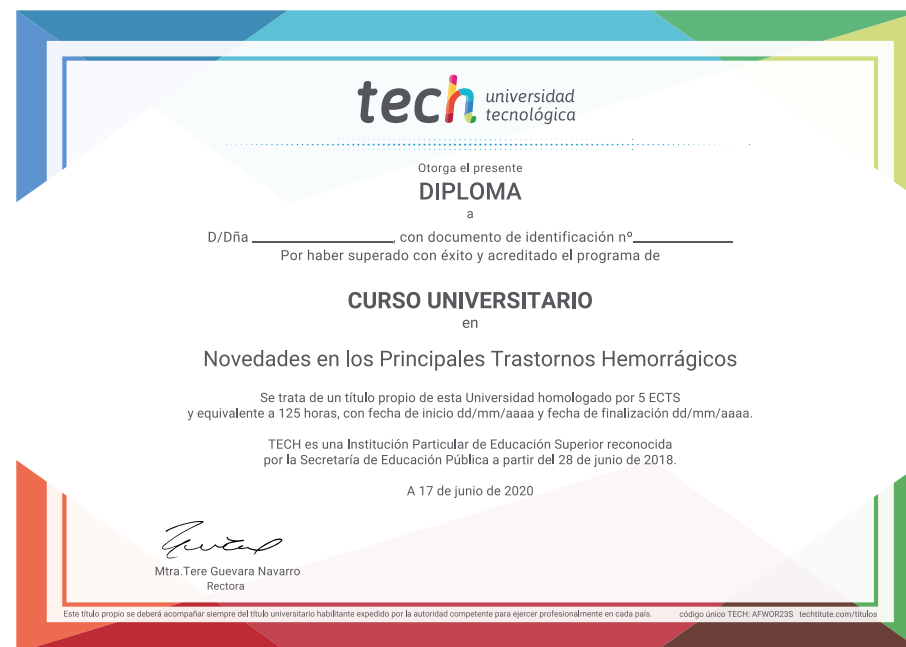 tech universidad
tecnológica
Otorga el presente
DIPLOMA
a
D/Dña ____________________, con documento de identificación nº______________
Por haber superado con éxito y acreditado el programa de
CURSO UNIVERSITARIO
en
Novedades en los Principales Trastornos Hemorrágicos
Se trata de un título propio de esta Universidad homologado por 5 ECTS
y equivalente a 125 horas, con fecha de inicio dd/mm/aaaa y fecha de finalización dd/mm/aaaa.
TECH es una Institución Particular de Educación Superior reconocida
por la Secretaría de Educación Pública a partir del 28 de junio de 2018.
A 17 de junio de 2020
Mtra.Tere Guevara Navarro
Rectora
Este título propio se deberá acompañar siempre del título universitario habilitante expedido por la autoridad competente para ejercer profesionalmente en cada país. código único TECH: AFWOR23S techtitute.com/títulos